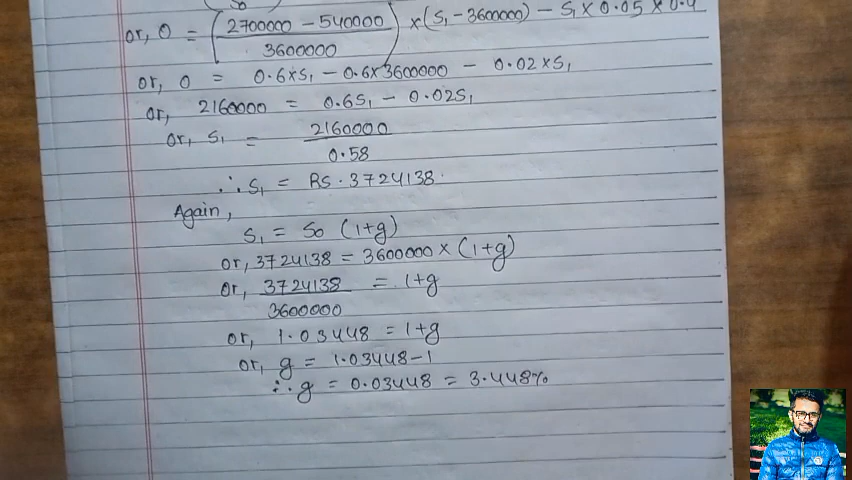 So
or, 0 = (2700000 - 540000 / 3600000) × (S₁ - 3600000) - S₁ × 0.05 × 0.4
or, 0 = 0.6×S₁ - 0.6×3600000 - 0.02×S₁
or, 2160000 = 0.6S₁ - 0.02S₁
or, S₁ = 2160000 / 0.58
∴ S₁ = RS. 3724138.
Again,
S₁ = So (1+g)
or, 3724138 = 3600000 × (1+g)
or, 3724138 / 3600000 = 1+g
or, 1.03448 = 1+g
or, g = 1.03448-1
∴ g = 0.03448 = 3.448%